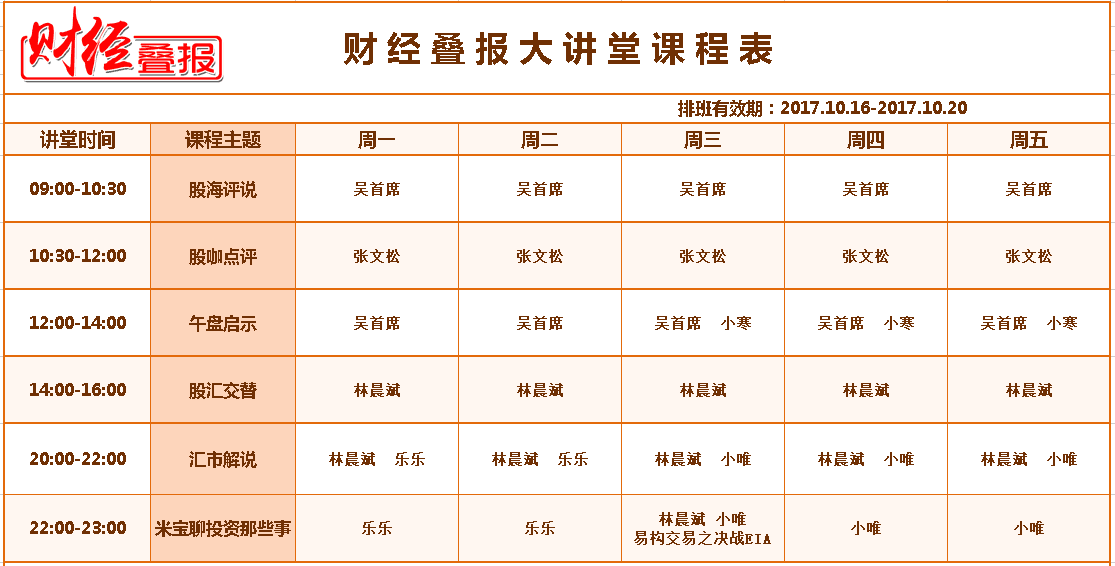 财经叠报
财经叠报大讲堂课程表
排班有效期：2017.10.16-2017.10.20
讲堂时间 课程主题 周一 周二 周三 周四 周五
09:00-10:30 股海评说 吴首席 吴首席 吴首席 吴首席 吴首席
10:30-12:00 股咖点评 张文松 张文松 张文松 张文松 张文松
12:00-14:00 午盘启示 吴首席 吴首席 吴首席 小寒 吴首席 小寒 吴首席 小寒
14:00-16:00 股汇交替 林晨斌 林晨斌 林晨斌 林晨斌 林晨斌
20:00-22:00 汇市解说 林晨斌 乐乐 林晨斌 乐乐 林晨斌 小唯 林晨斌 小唯 林晨斌 小唯
22:00-23:00 米宝聊投资那些事 乐乐 乐乐 林晨斌 小唯 小唯 小唯
易构交易之决战EIA